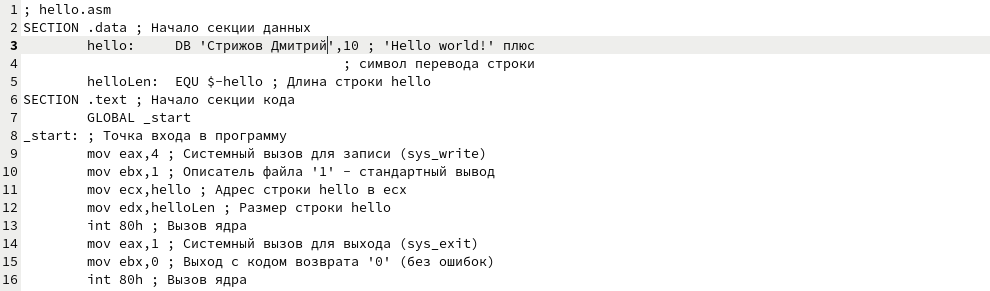 1 ; hello.asm
2 SECTION .data ; Начало секции данных
3         hello:     DB 'Стрижов Дмитрий',10 ; 'Hello world!' плюс
4                                         ; символ перевода строки
5         helloLen:  EQU $-hello ; Длина строки hello
6 SECTION .text ; Начало секции кода
7         GLOBAL _start
8 _start: ; Точка входа в программу
9         mov eax,4 ; Системный вызов для записи (sys_write)
10         mov ebx,1 ; Описатель файла '1' - стандартный вывод
11         mov ecx,hello ; Адрес строки hello в ecx
12         mov edx,helloLen ; Размер строки hello
13         int 80h ; Вызов ядра
14         mov eax,1 ; Системный вызов для выхода (sys_exit)
15         mov ebx,0 ; Выход с кодом возврата '0' (без ошибок)
16         int 80h ; Вызов ядра